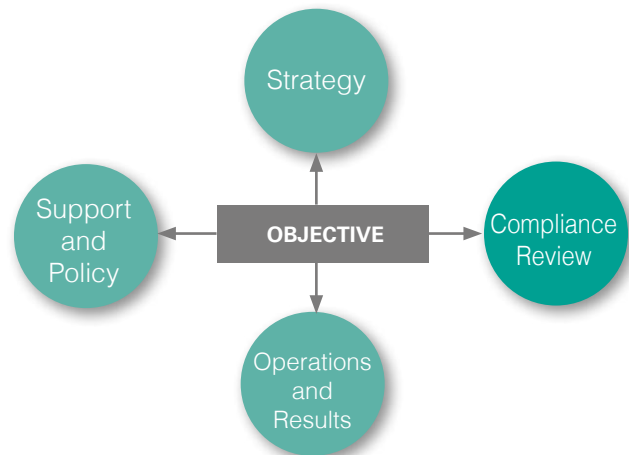 Strategy
Support
and
Policy
OBJECTIVE
Compliance
Review
Operations
and
Results